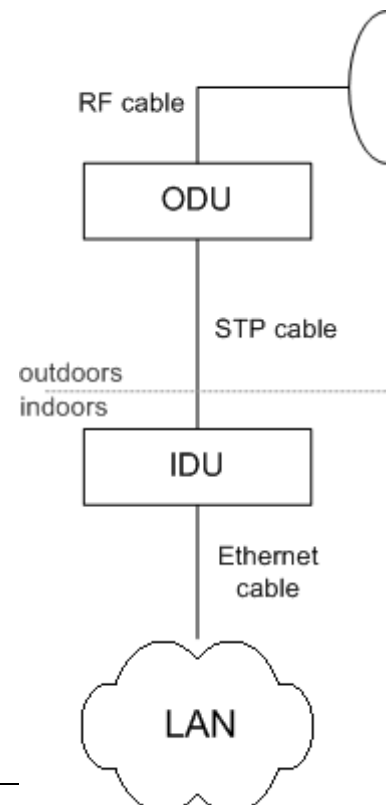 RF cable
ODU
STP cable
outdoors
indoors
IDU
Ethernet
cable
LAN